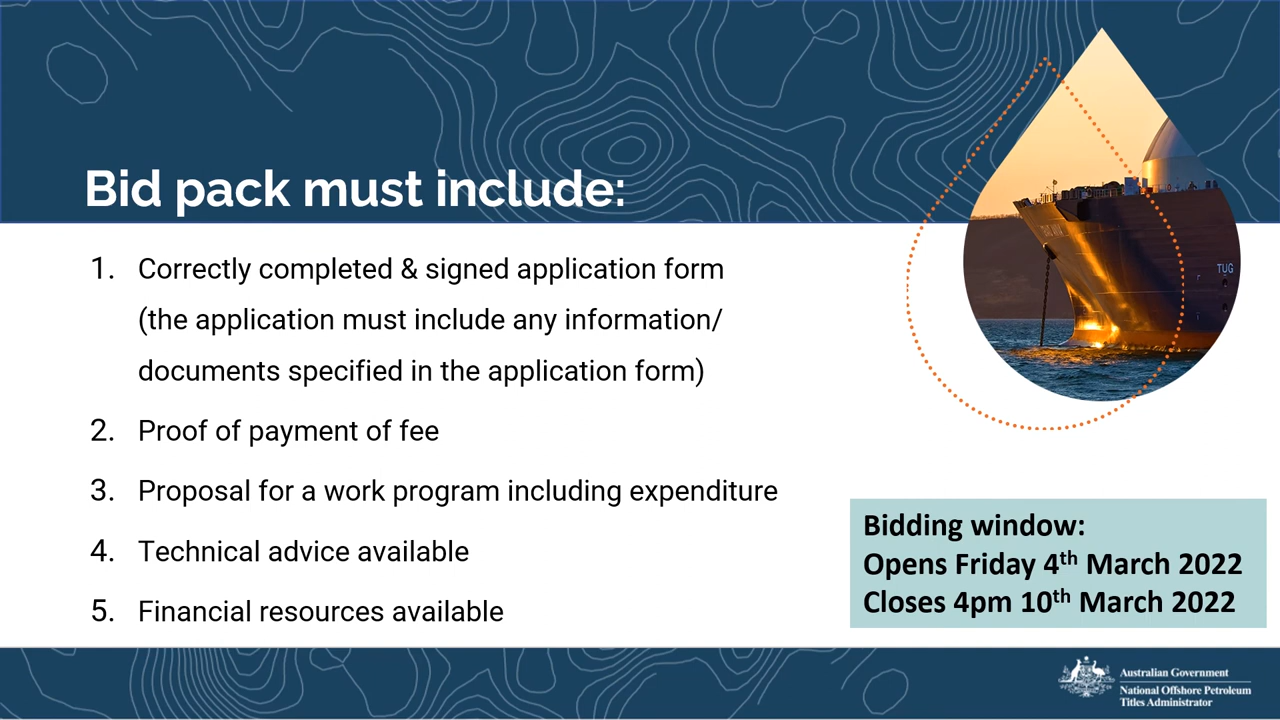 Bid pack must include:
1. Correctly completed & signed application form
(the application must include any information/
documents specified in the application form)
2. Proof of payment of fee
3. Proposal for a work program including expenditure
4. Technical advice available
5. Financial resources available
TUG
Bidding window:
Opens Friday 4th March 2022
Closes 4pm 10th March 2022
Australian Government
National Offshore Petroleum
Titles Administrator